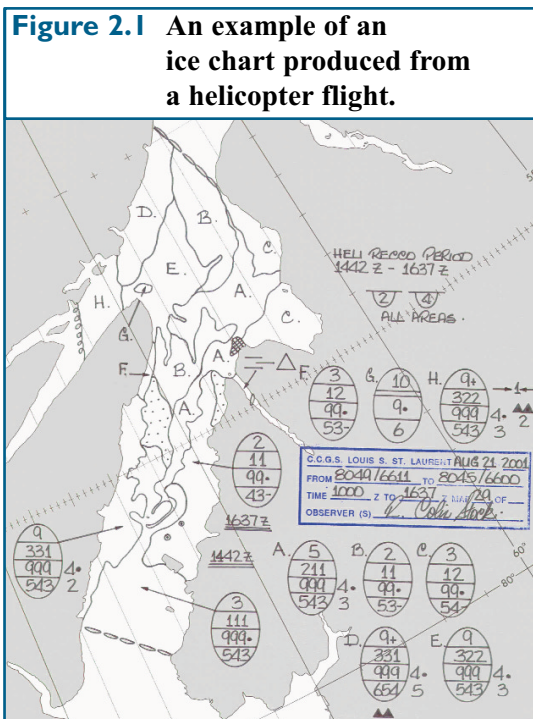 Figure 2.1 An example of an
ice chart produced from
a helicopter flight.
D.
B.
C.
E.
A.
C.
H.
G.
F.
B.
A.
A.
HELI RECCO PERIOD
1442 Z - 1637 Z
2 4
ALL AREAS.
F.
3
12
99•
53-
G.
10
9•
6
H.
9+
322
999 4•
543 3
1
2
2
11
99•
43-
C.C.G.S. LOUIS S. ST. LAURENT AUG 21 2001
FROM 8049/6611 TO 8045/6600
TIME 1000 Z TO 1637 Z MAP 29 OF
OBSERVER (S)
1637Z
1442Z
9
331
999 4•
543 2
3
111
999•
543
A.
5
211
999 4•
543 3
B.
2
11
99•
53-
C.
3
12
99•
54-
D.
9+
331
999 4•
654 5
E.
9
322
999 4•
543 3
60°
80°